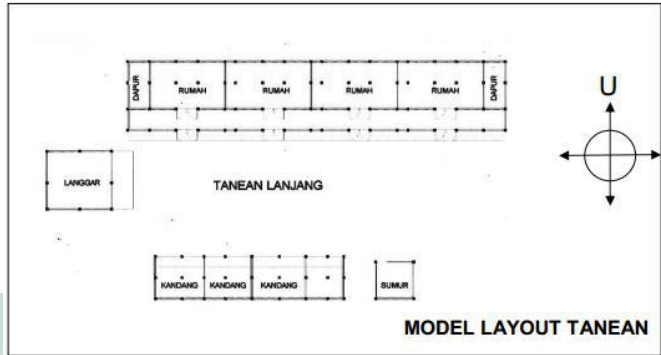 DAPUR
RUMAH
RUMAH
RUMAH
RUMAH
DAPUR
U
LANGGAR
TANEAN LANJANG
KANDANG
KANDANG
KANDANG
SUMUR
MODEL LAYOUT TANEAN